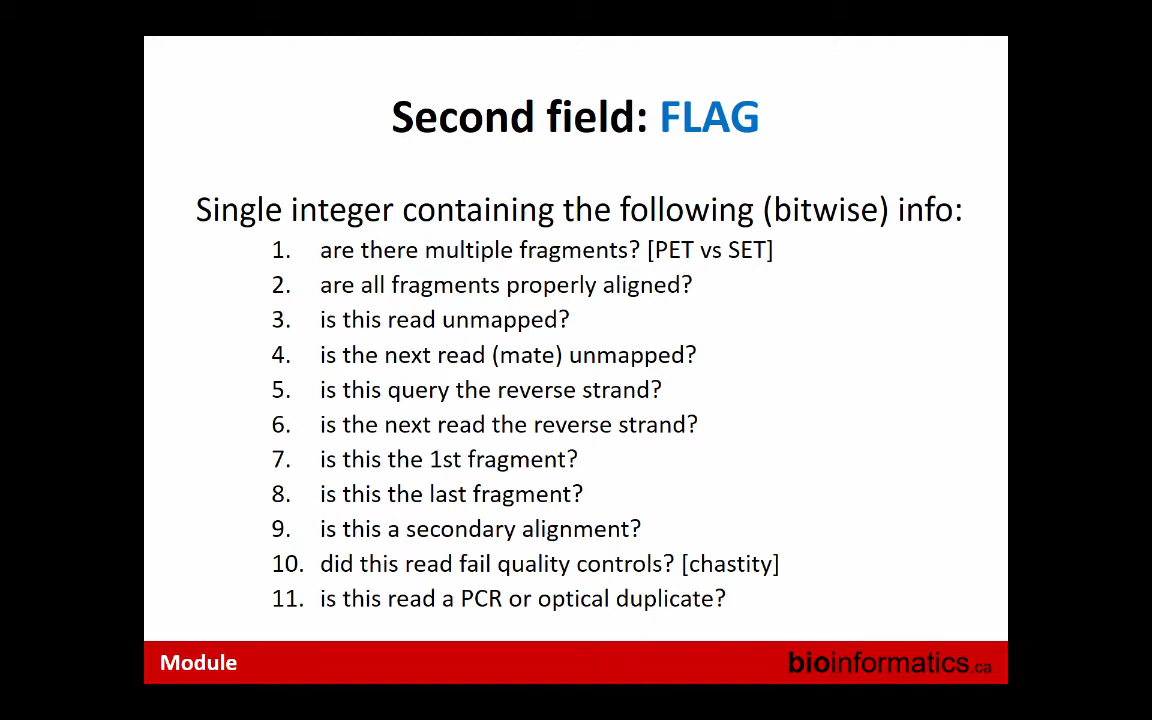 Second field: FLAG
Single integer containing the following (bitwise) info:
1. are there multiple fragments? [PET vs SET]
2. are all fragments properly aligned?
3. is this read unmapped?
4. is the next read (mate) unmapped?
5. is this query the reverse strand?
6. is the next read the reverse strand?
7. is this the 1st fragment?
8. is this the last fragment?
9. is this a secondary alignment?
10. did this read fail quality controls? [chastity]
11. is this read a PCR or optical duplicate?
Module
bioinformatics.ca